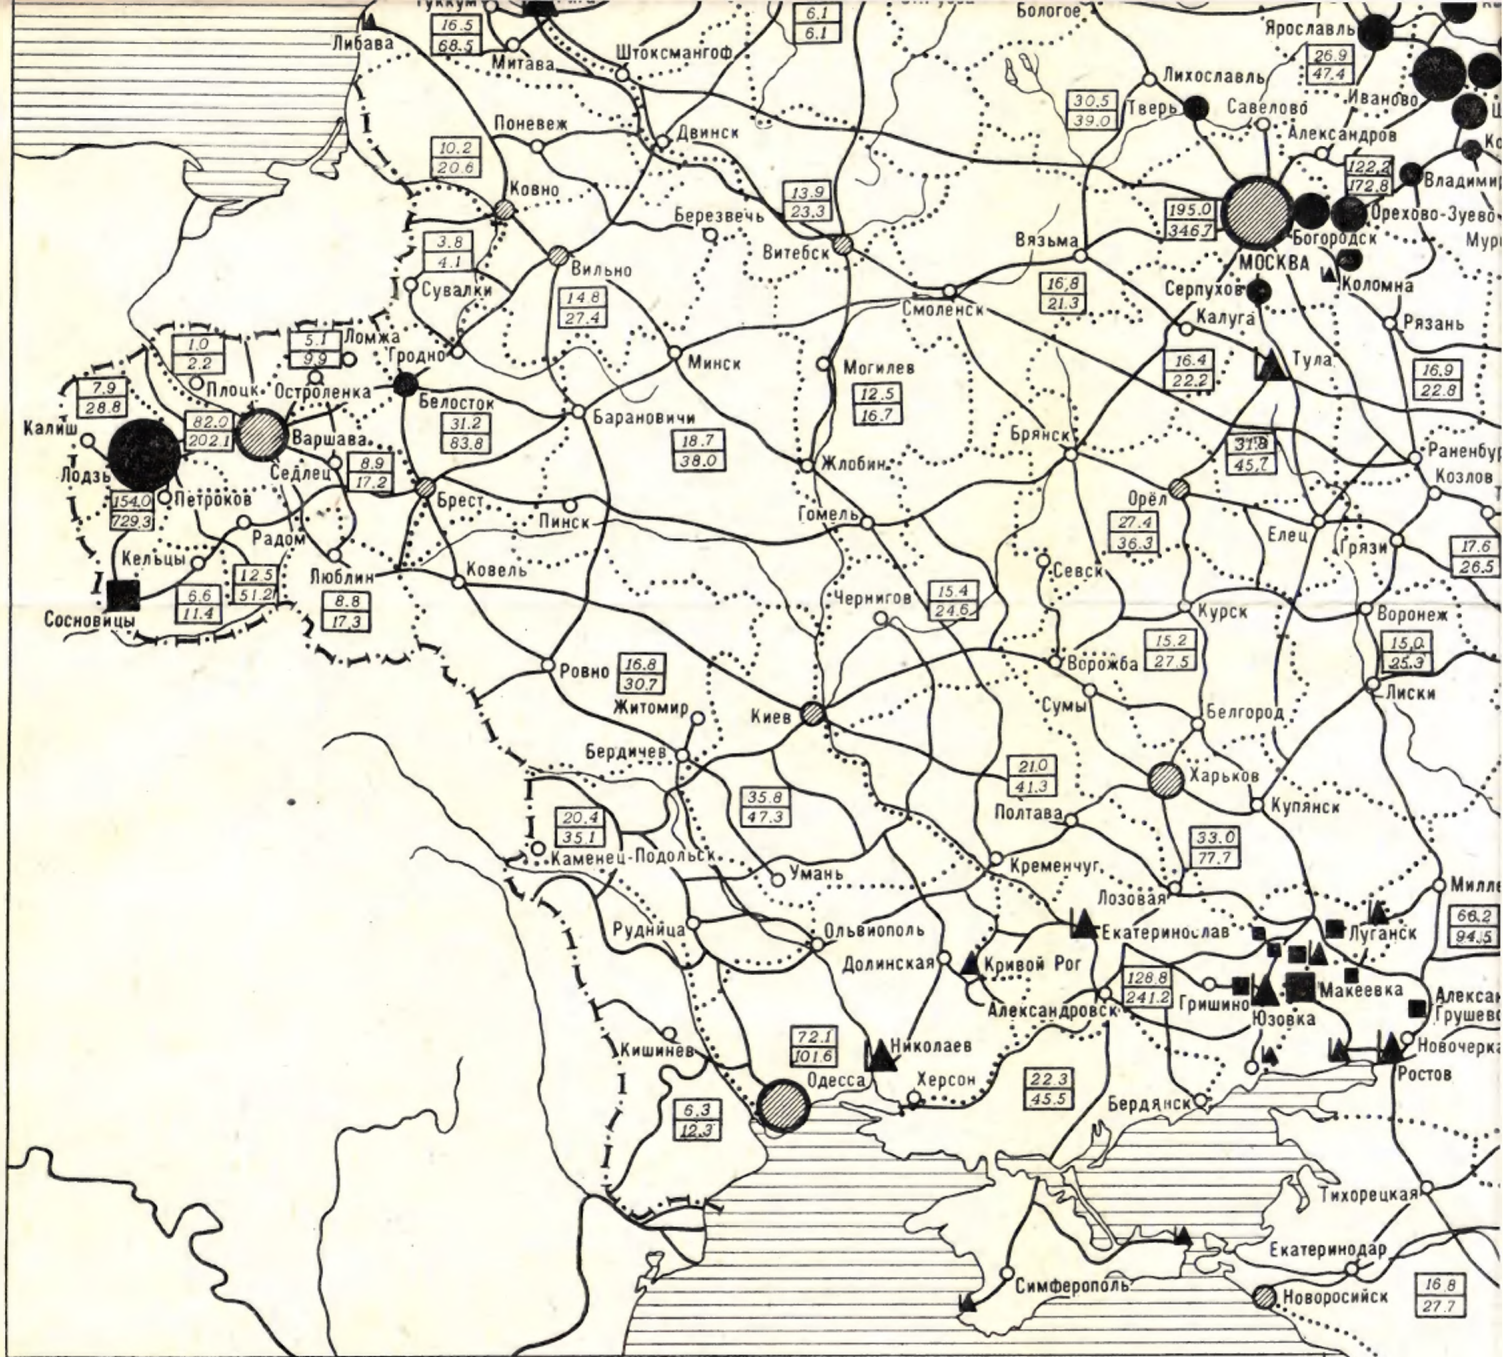 Туккум
Рига
16.5
68.5
6.1
6.1
Бологое
Ярославль
Либава
Митава
Штоксмангоф
26.9
47.4
Лихославль
30.5
39.0
Тверь
Савелово
Иваново
Поневеж
Двинск
Александров
10.2
20.6
122,2
172,8
Владимир
Ковно
13.9
23.3
Березвечь
195.0
346.7
Орехово-Зуево
Богородск
3.8
4.1
Витебск
Вязьма
МОСКВА
Вильно
Сувалки
16,8
21.3
Серпухов
Коломна
14.8
27.4
Смоленск
Калуга
Рязань
1.0
2.2
5.1
9.9
Ломжа
Гродно
Минск
Могилев
16.4
22.2
Тула
16.9
22.8
7.9
28.8
Плоцк
Остроленка
Белосток
31.2
83.8
12.5
16.7
Калиш
82.0
202.1
Варшава
Барановичи
18.7
38.0
Брянск
31.8
45.7
Раненбур
Лодзь
Седлец
8.9
17.2
Жлобин
Козлов
154.0
729.3
Петроков
Брест
Пинск
Гомель
Орёл
27.4
36.3
Елец
Грязи
Радом
17.6
26.5
Кельцы
Люблин
Ковель
Севск
12.5
51.2
6.6
11.4
8.8
17.3
Чернигов
15.4
24.6
Курск
Воронеж
Сосновицы
15.2
27.5
15,0
25.3
Ровно
16.8
30.7
Ворожба
Лиски
Житомир
Киев
Сумы
Белгород
Бердичев
21.0
41.3
Харьков
20.4
35.1
35.8
47.3
Полтава
Купянск
Каменец-Подольск
33.0
77.7
Умань
Кременчуг
Лозовая
Милле
Рудница
Ольвиополь
Екатеринослав
Луганск
66.2
94.5
Долинская
Кривой Рог
128.8
241.2
Гришино
Макеевка
Алексан
Грушевс
Александровск
Юзовка
Кишинев
72.1
101.6
Николаев
Новочерка
Одесса
Херсон
22.3
45.5
Ростов
6.3
12.3
Бердянск
Тихорецкая
Екатеринодар
Симферополь
Новоросийск
16.8
27.7